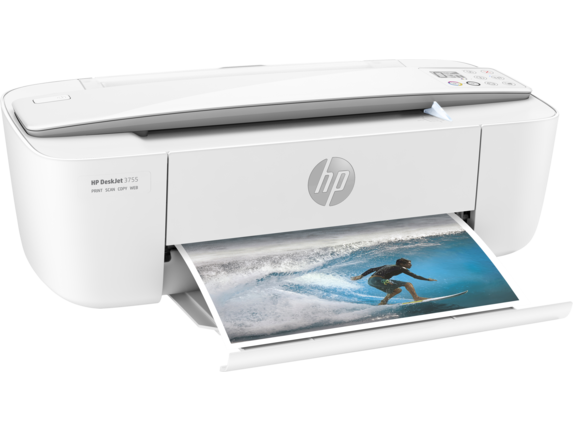 HP DeskJet 3755
PRINT SCAN COPY WEB
hp